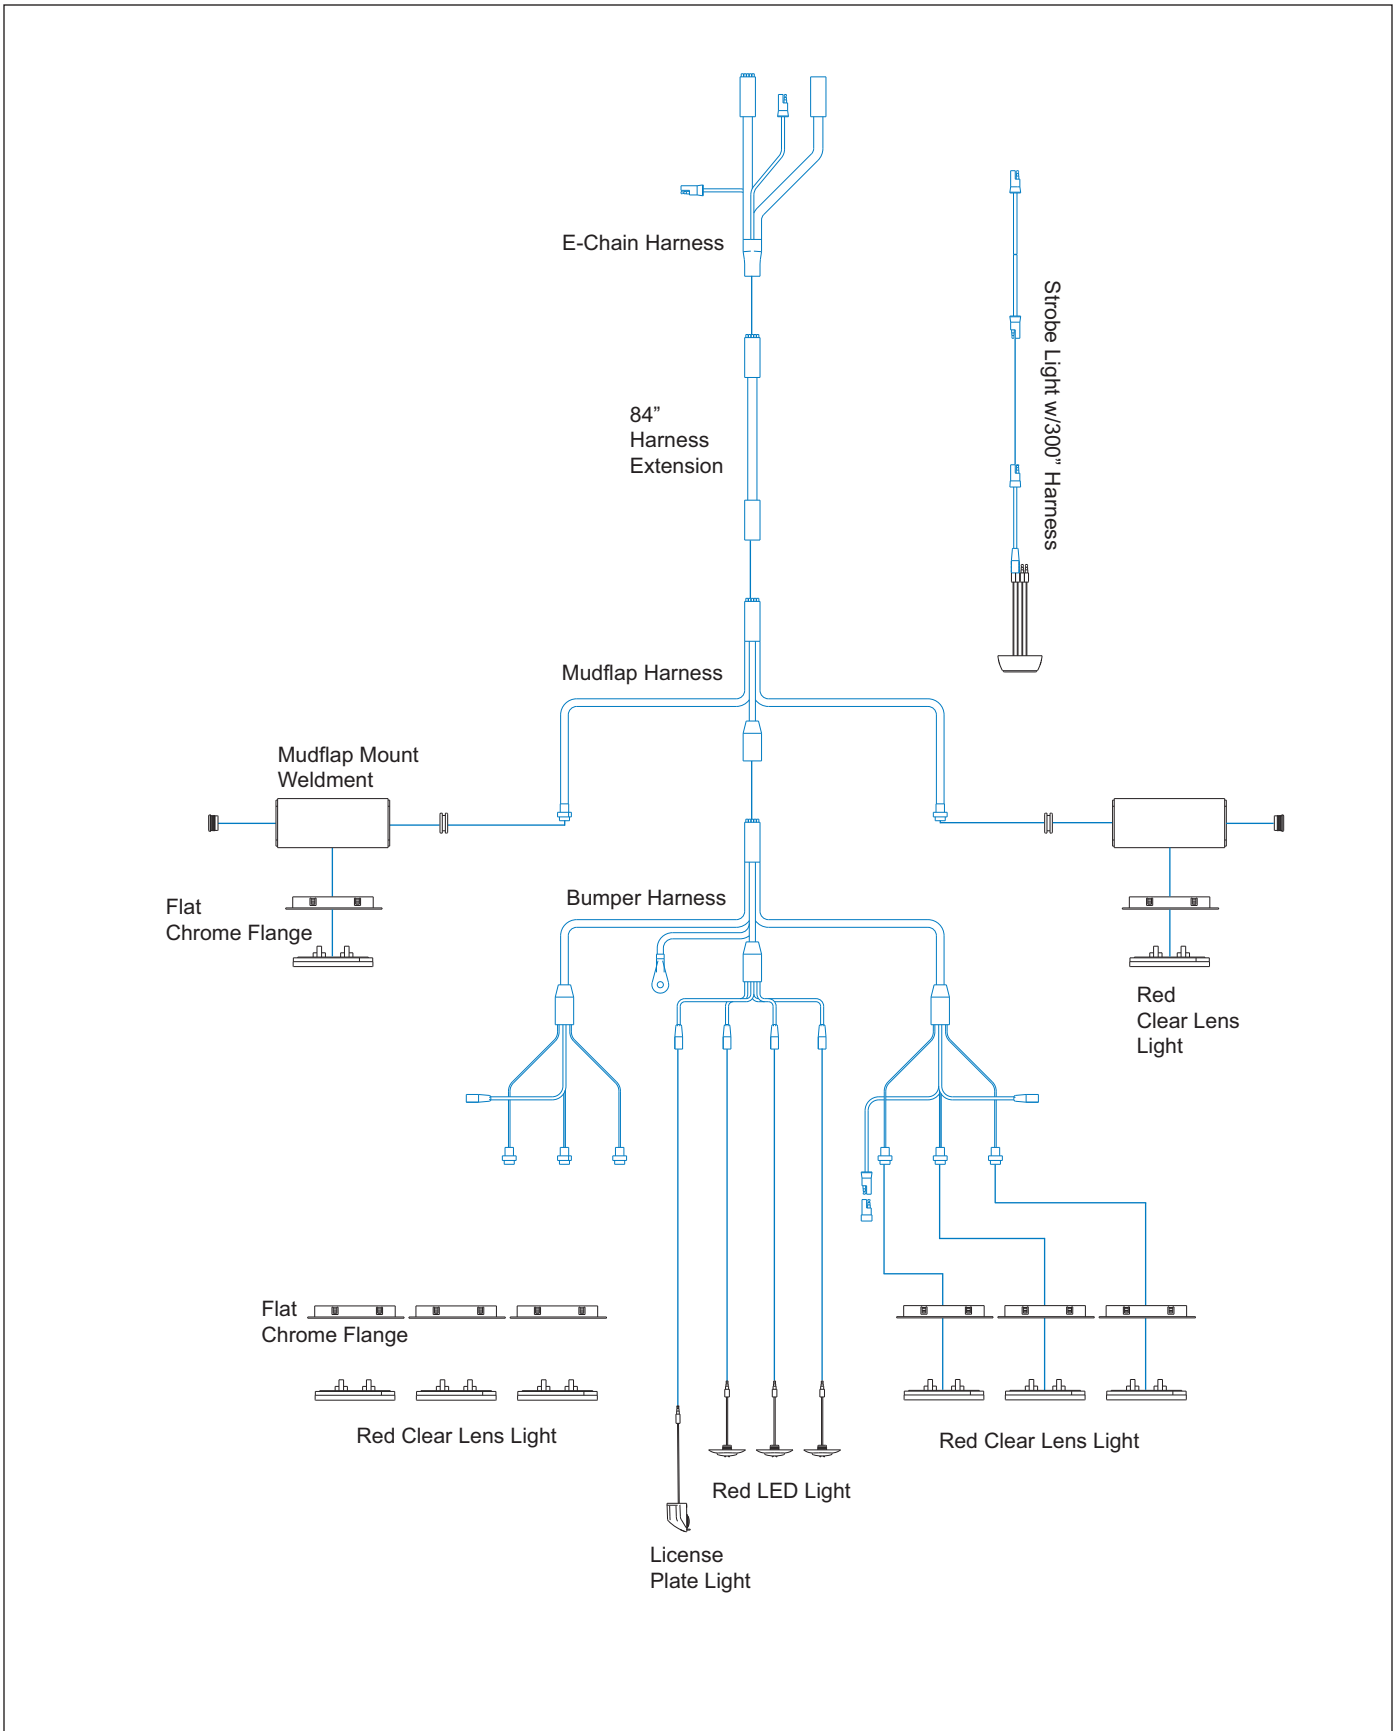 E-Chain Harness
Strobe Light w/300” Harness
84”
Harness
Extension
Mudflap Harness
Mudflap Mount
Weldment
Bumper Harness
Flat
Chrome Flange
Red
Clear Lens
Light
Flat
Chrome Flange
Red Clear Lens Light
Red Clear Lens Light
Red LED Light
License
Plate Light